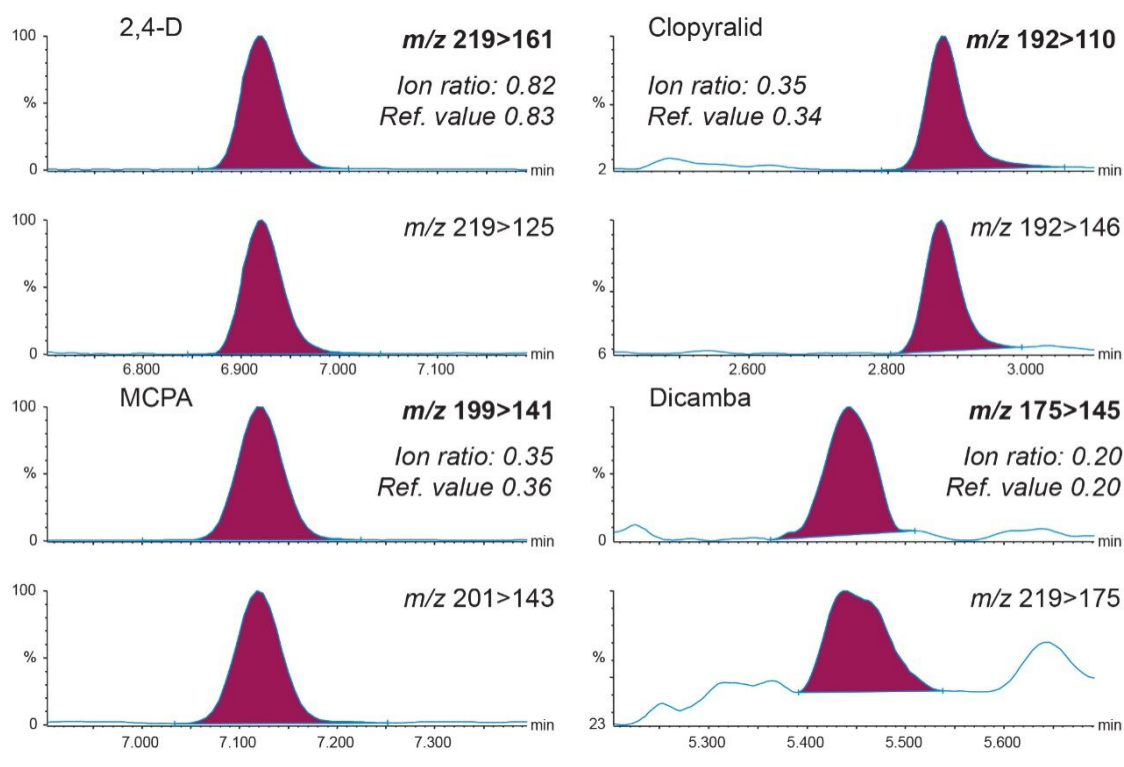 2,4-D
m/z 219>161
Ion ratio: 0.82
Ref. value 0.83
100
%
0
min
m/z 219>125
100
%
0
min
6.800 6.900 7.000 7.100
Clopyralid
m/z 192>110
Ion ratio: 0.35
Ref. value 0.34
%
2
min
m/z 192>146
%
6
min
2.600 2.800 3.000
MCPA
m/z 199>141
Ion ratio: 0.35
Ref. value 0.36
100
%
0
min
m/z 201>143
100
%
0
min
7.000 7.100 7.200 7.300
Dicamba
m/z 175>145
Ion ratio: 0.20
Ref. value 0.20
%
0
min
m/z 219>175
%
23
min
5.300 5.400 5.500 5.600